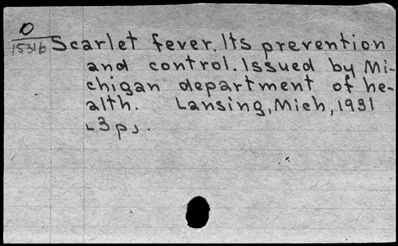 0
15316 Scarlet fever. Its prevention
and control. Issued by Mi-
chigan department of he-
alth. Lansing, Mich, 1931
⌞3 p⌟.